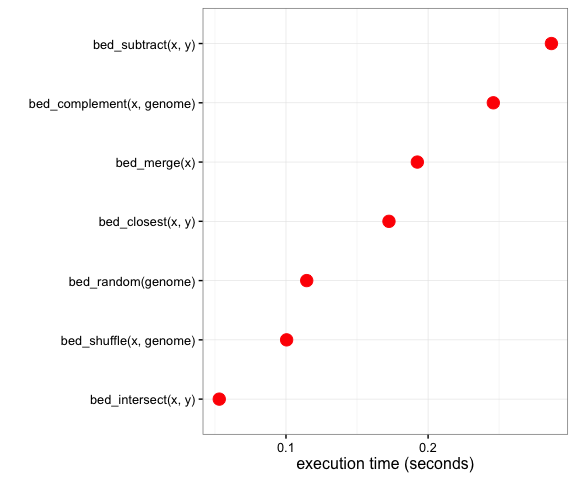 bed_subtract(x, y)
bed_complement(x, genome)
bed_merge(x)
bed_closest(x, y)
bed_random(genome)
bed_shuffle(x, genome)
bed_intersect(x, y)
0.1 0.2
execution time (seconds)